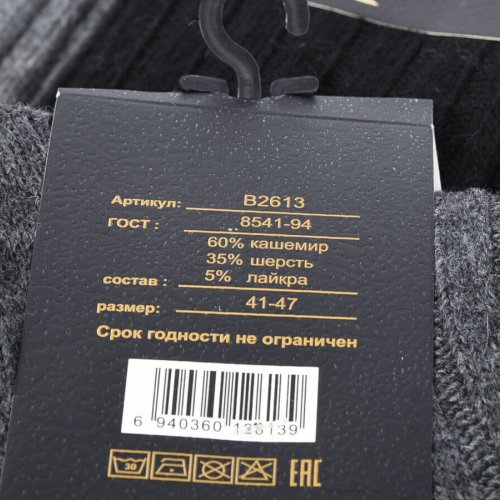 Артикул: B2613
ГОСТ : 8541-94
60% кашемир
35% шерсть
состав : 5% лайкра
размер: 41-47
Срок годности не ограничен
6 940360 128139
30
EAC